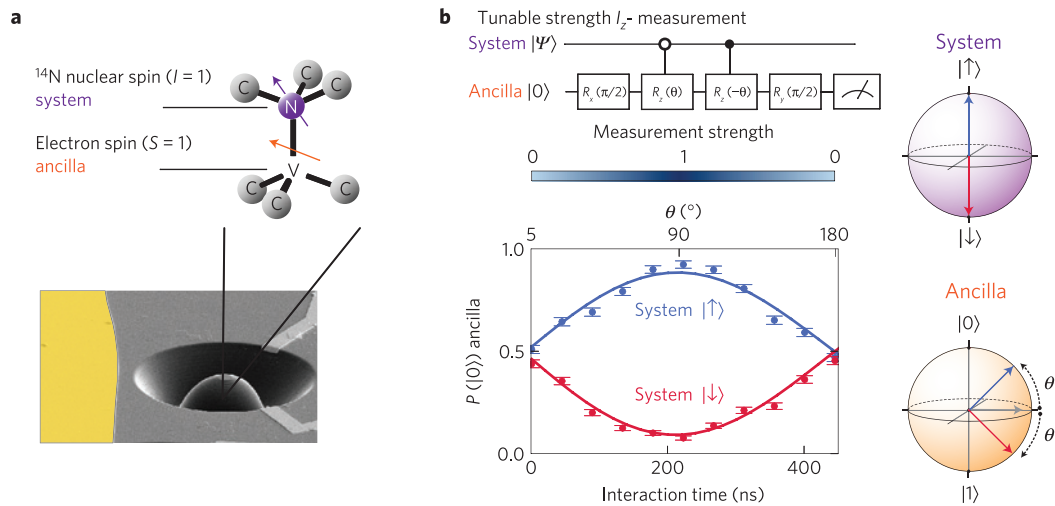 a
¹⁴N nuclear spin (I = 1)
system
Electron spin (S = 1)
ancilla
C
C
C
N
V
C
C
C
b
Tunable strength I_z- measurement
System |Ψ⟩
Ancilla |0⟩
R_x(π/2)
R_z(θ)
R_z(−θ)
R_y(π/2)
Measurement strength
0 1 0
θ (°)
5 90 180
1.0
0.5
0.0
P (|0⟩) ancilla
System |↑⟩
System |↓⟩
0 200 400
Interaction time (ns)
System
|↑⟩
|↓⟩
Ancilla
|0⟩
θ
θ
|1⟩